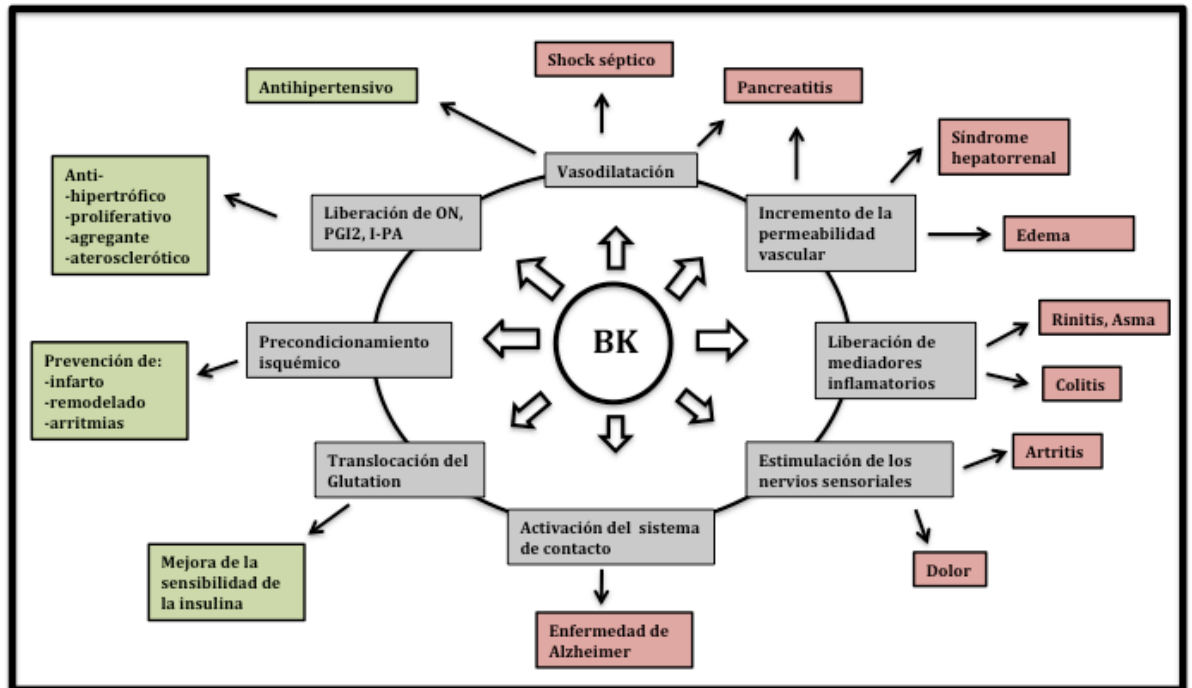 Shock séptico
Antihipertensivo
Pancreatitis
Síndrome
hepatorrenal
Vasodilatación
Anti-
-hipertrófico
-proliferativo
-agregante
-aterosclerótico
Liberación de ON,
PGI2, I-PA
Incremento de la
permeabilidad
vascular
Edema
BK
Rinitis, Asma
Precondicionamiento
isquémico
Liberación de
mediadores
inflamatorios
Prevención de:
-infarto
-remodelado
-arritmias
Colitis
Artritis
Translocación del
Glutation
Estimulación de los
nervios sensoriales
Activación del sistema
de contacto
Mejora de la
sensibilidad de
la insulina
Dolor
Enfermedad de
Alzheimer